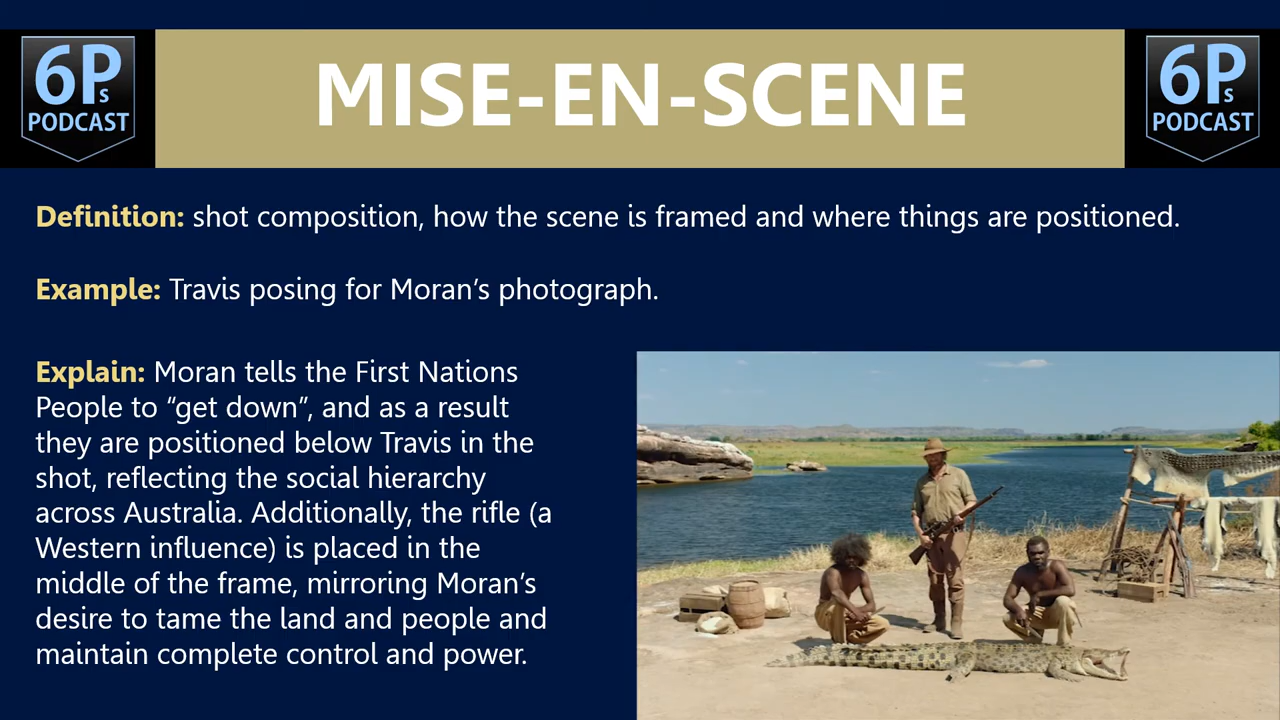 6Ps
PODCAST
MISE-EN-SCENE
6Ps
PODCAST
Definition: shot composition, how the scene is framed and where things are positioned.
Example: Travis posing for Moran’s photograph.
Explain: Moran tells the First Nations
People to “get down”, and as a result
they are positioned below Travis in the
shot, reflecting the social hierarchy
across Australia. Additionally, the rifle (a
Western influence) is placed in the
middle of the frame, mirroring Moran’s
desire to tame the land and people and
maintain complete control and power.